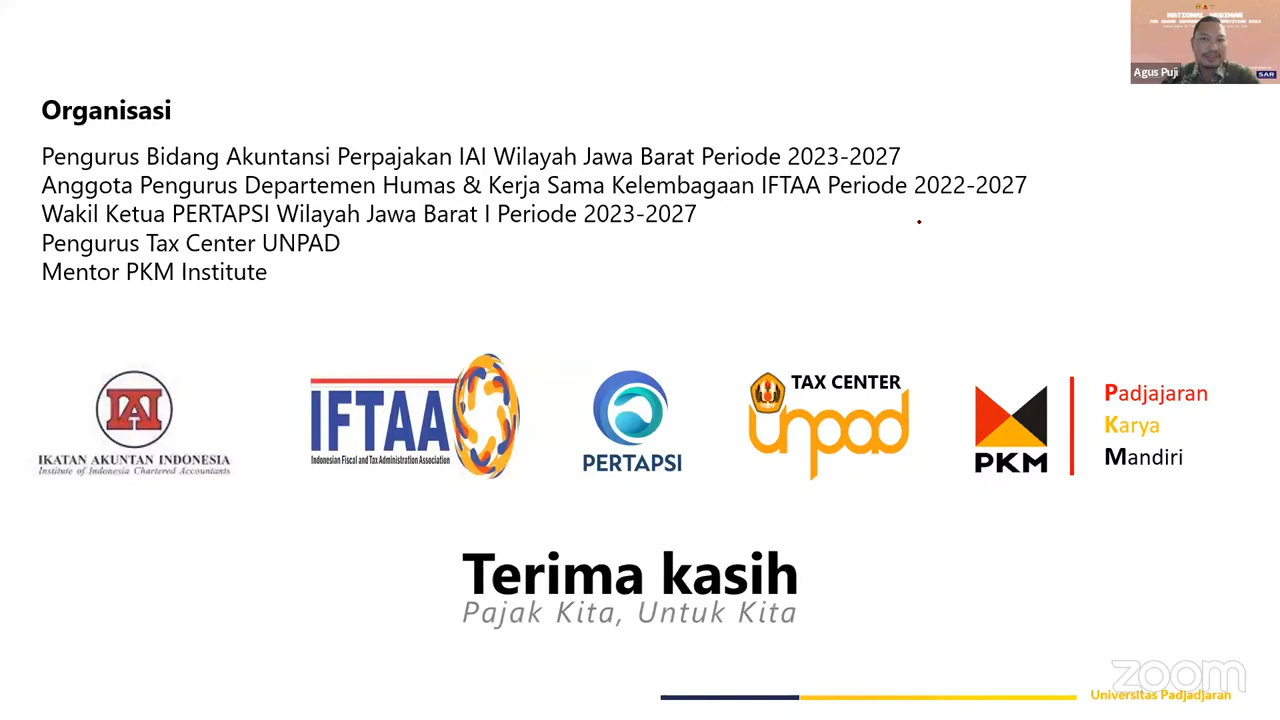 NATIONAL WEBINAR
Agus Puji
SAR
Organisasi
Pengurus Bidang Akuntansi Perpajakan IAI Wilayah Jawa Barat Periode 2023-2027
Anggota Pengurus Departemen Humas & Kerja Sama Kelembagaan IFTAA Periode 2022-2027
Wakil Ketua PERTAPSI Wilayah Jawa Barat I Periode 2023-2027
Pengurus Tax Center UNPAD
Mentor PKM Institute
IAI
IKATAN AKUNTAN INDONESIA
Institute of Indonesia Chartered Accountants
IFTAA
Indonesian Fiscal and Tax Administration Association
PERTAPSI
TAX CENTER
unpad
PKM
Padjajaran
Karya
Mandiri
Terima kasih
Pajak Kita, Untuk Kita
zoom
Universitas Padjadjaran